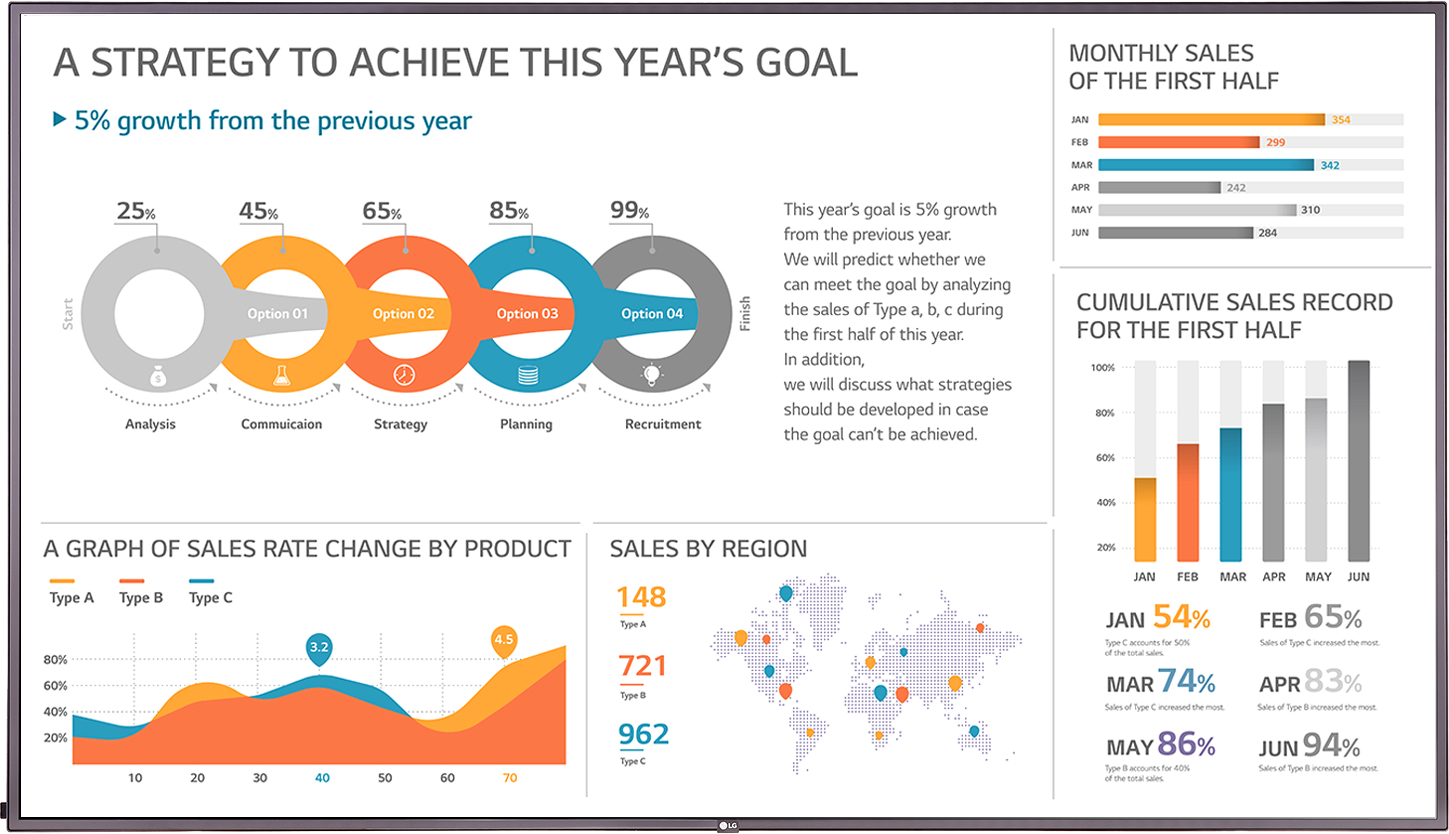 A STRATEGY TO ACHIEVE THIS YEAR'S GOAL
5% growth from the previous year
25%
45%
65%
85%
99%
Start
Option 01
Option 02
Option 03
Option 04
Finish
Analysis
Commuicaion
Strategy
Planning
Recruitment
This year's goal is 5% growth
from the previous year.
We will predict whether we
can meet the goal by analyzing
the sales of Type a, b, c during
the first half of this year.
In addition,
we will discuss what strategies
should be developed in case
the goal can't be achieved.
MONTHLY SALES
OF THE FIRST HALF
JAN 354
FEB 299
MAR 342
APR 242
MAY 310
JUN 284
CUMULATIVE SALES RECORD
FOR THE FIRST HALF
100%
80%
60%
40%
20%
JAN FEB MAR APR MAY JUN
JAN 54%
Type C accounts for 50%
of the total sales.
FEB 65%
Sales of Type C increased the most.
MAR 74%
Sales of Type C increased the most.
APR 83%
Sales of Type B increased the most.
MAY 86%
Type B accounts for 40%
of the total sales.
JUN 94%
Sales of Type B increased the most.
A GRAPH OF SALES RATE CHANGE BY PRODUCT
Type A
Type B
Type C
3.2
4.5
80%
60%
40%
20%
10 20 30 40 50 60 70
SALES BY REGION
148
Type A
721
Type B
962
Type C
LG